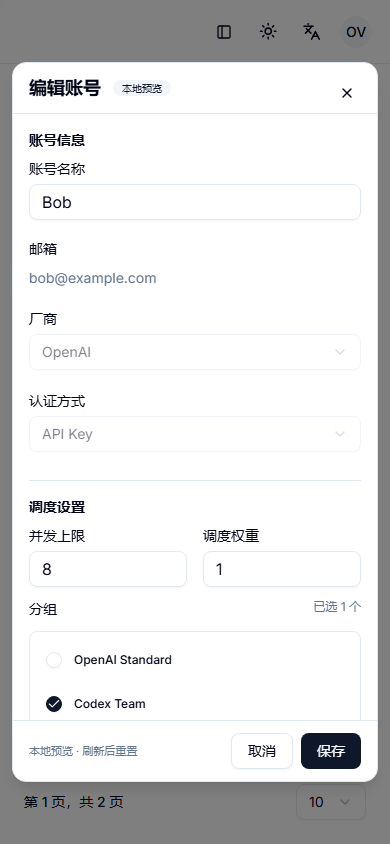 OV
编辑账号 本地预览
账号信息
账号名称
Bob
邮箱
bob@example.com
厂商
OpenAI
认证方式
API Key
调度设置
并发上限 调度权重
8 1
分组 已选 1 个
OpenAI Standard
Codex Team
本地预览 · 刷新后重置 取消 保存
第 1 页，共 2 页 10